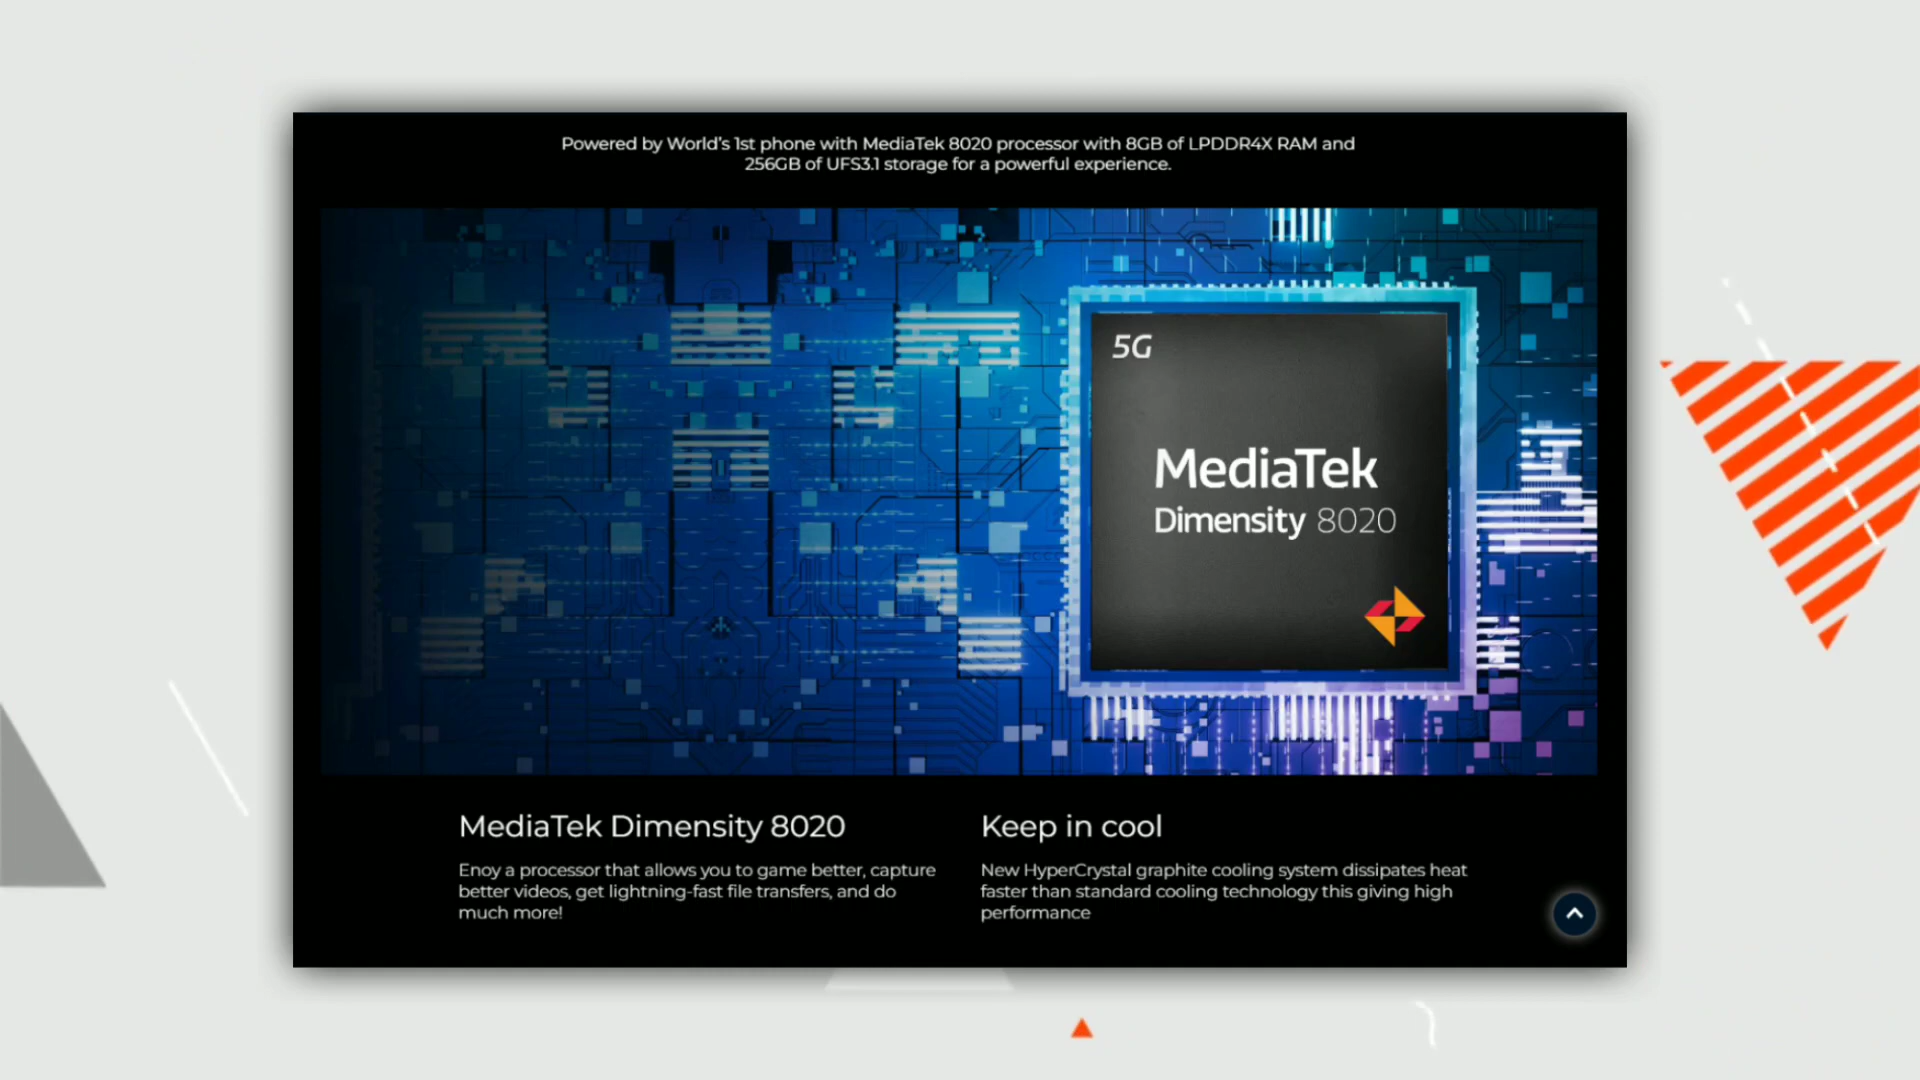 Powered by World's 1st phone with MediaTek 8020 processor with 8GB of LPDDR4X RAM and
256GB of UFS3.1 storage for a powerful experience.
5G
MediaTek
Dimensity 8020
MediaTek Dimensity 8020
Enoy a processor that allows you to game better, capture
better videos, get lightning-fast file transfers, and do
much more!
Keep in cool
New HyperCrystal graphite cooling system dissipates heat
faster than standard cooling technology this giving high
performance